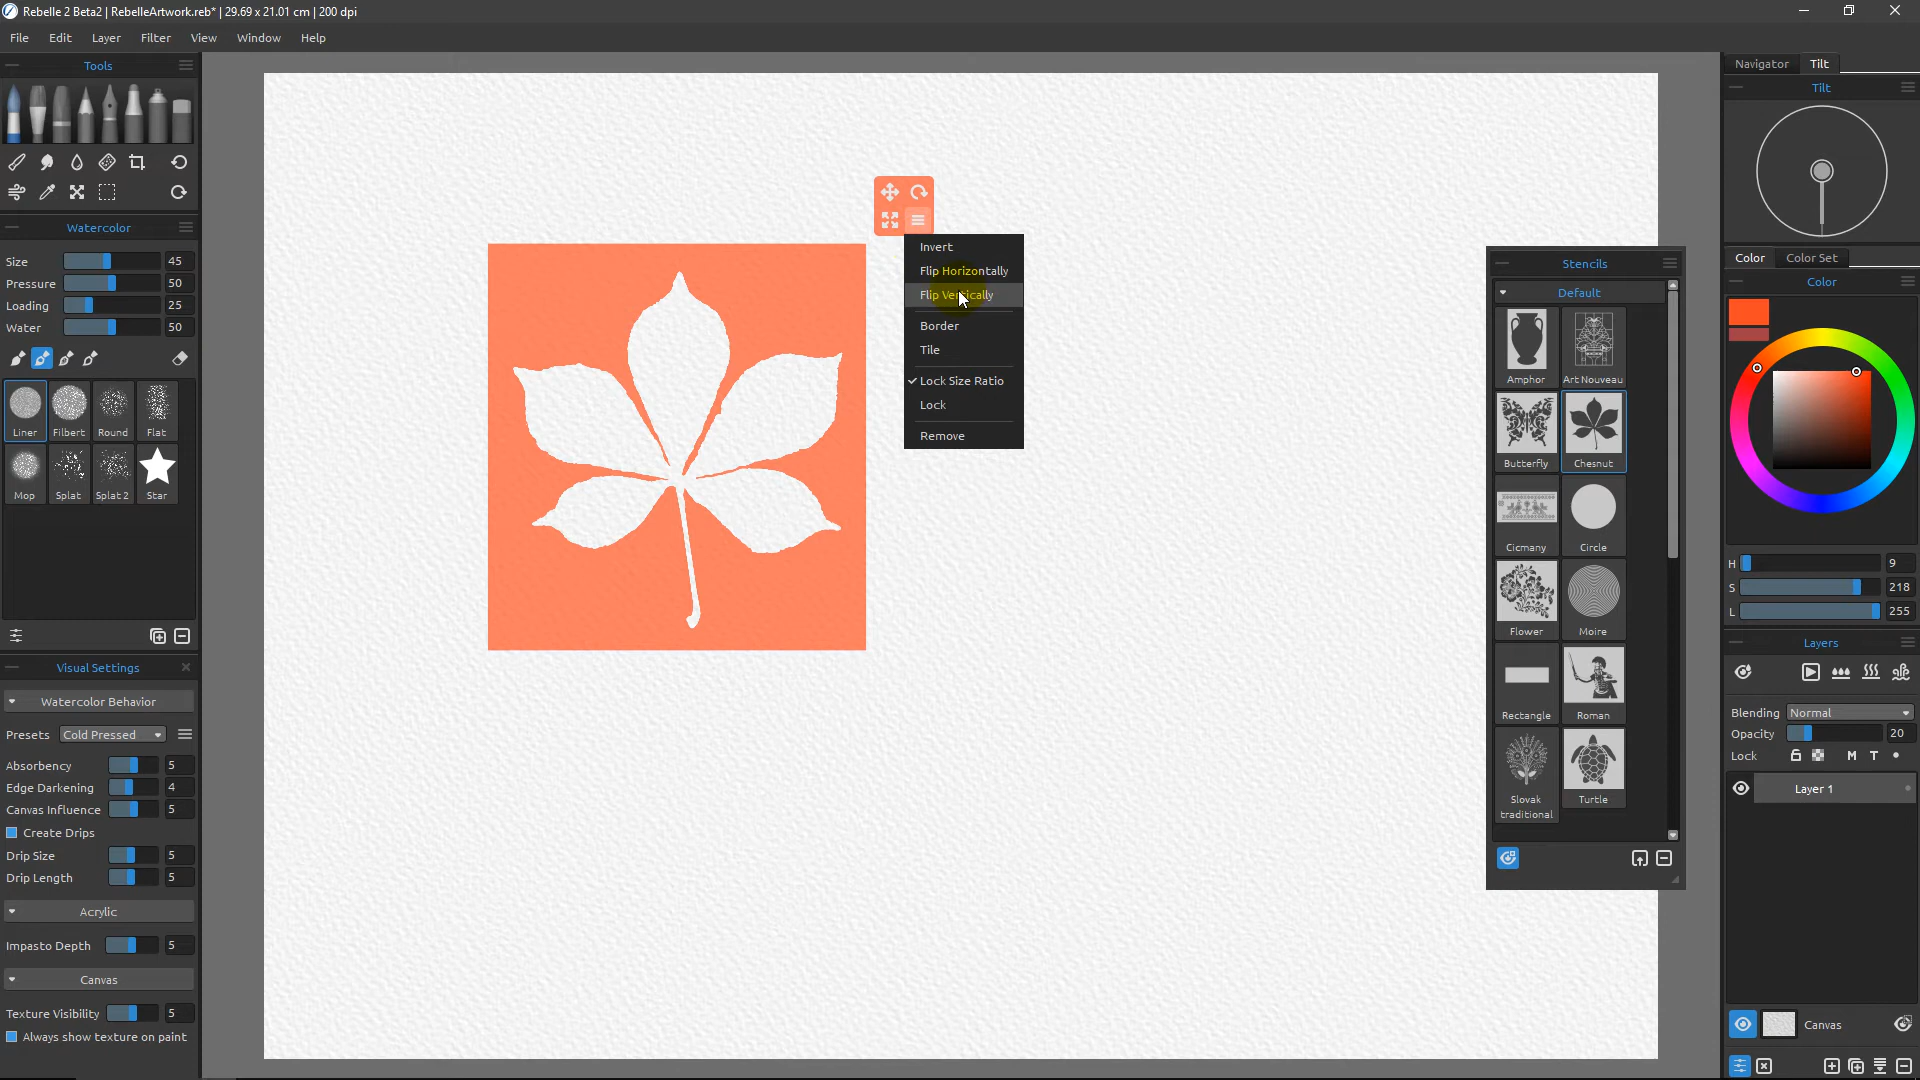 Rebelle 2 Beta2 | RebelleArtwork.reb* | 29.69 x 21.01 cm | 200 dpi
File Edit Layer Filter View Window Help
Tools
Watercolor
Size 45
Pressure 50
Loading 25
Water 50
Liner Filbert Round Flat
Mop Splat Splat 2 Star
Visual Settings
Watercolor Behavior
Presets Cold Pressed
Absorbency 5
Edge Darkening 4
Canvas Influence 5
Create Drips
Drip Size 5
Drip Length 5
Acrylic
Impasto Depth 5
Canvas
Texture Visibility 5
Always show texture on paint
Invert
Flip Horizontally
Flip Vertically
Border
Tile
Lock Size Ratio
Lock
Remove
Stencils
Default
Amphor Art Nouveau
Butterfly Chesnut
Cicmany Circle
Flower Moire
Rectangle Roman
Slovak traditional Turtle
Navigator Tilt
Tilt
Color Color Set
Color
H 9
S 218
L 255
Layers
Blending Normal
Opacity 20
Lock M T
Layer 1
Canvas